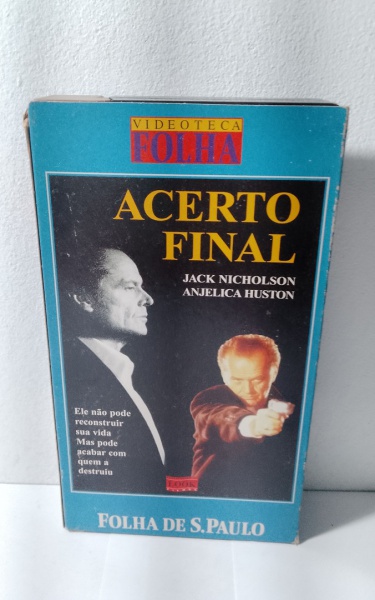 VIDEOTECA
FOLHA
ACERTO
FINAL
JACK NICHOLSON
ANJELICA HUSTON
Ele não pode
reconstruir
sua vida
Mas pode
acabar com
quem a
destruiu
LOOK
FOLHA DE S.PAULO